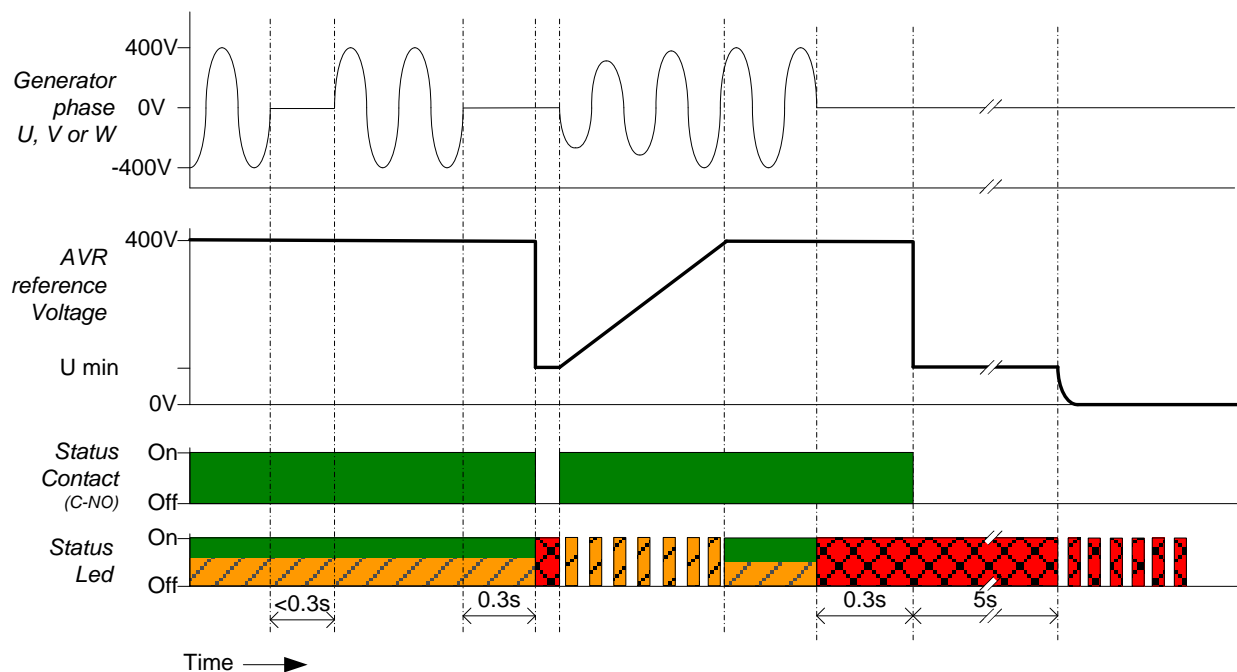 400V
Generator
phase
U, V or W
0V
-400V
400V
AVR
reference
Voltage
U min
0V
Status
Contact
(C-NO)
On
Off
Status
Led
On
Off
<0.3s
0.3s
0.3s
5s
Time